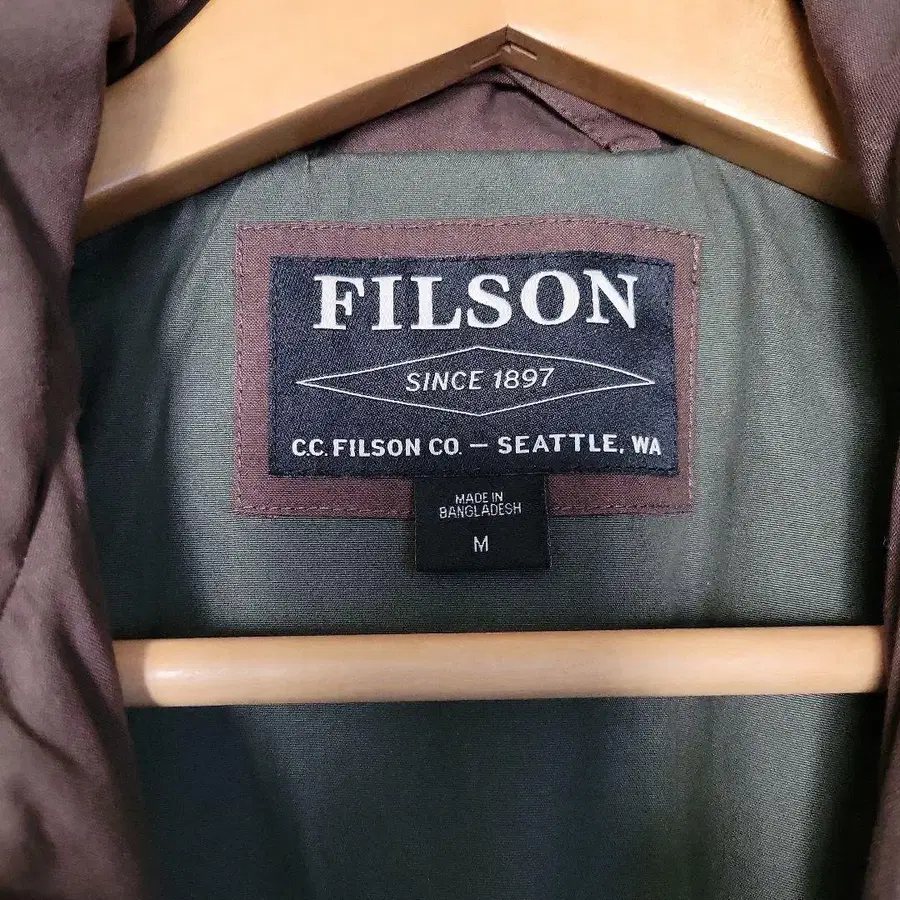 FILSON
SINCE 1897
C.C. FILSON CO. — SEATTLE, WA
MADE IN
BANGLADESH
M